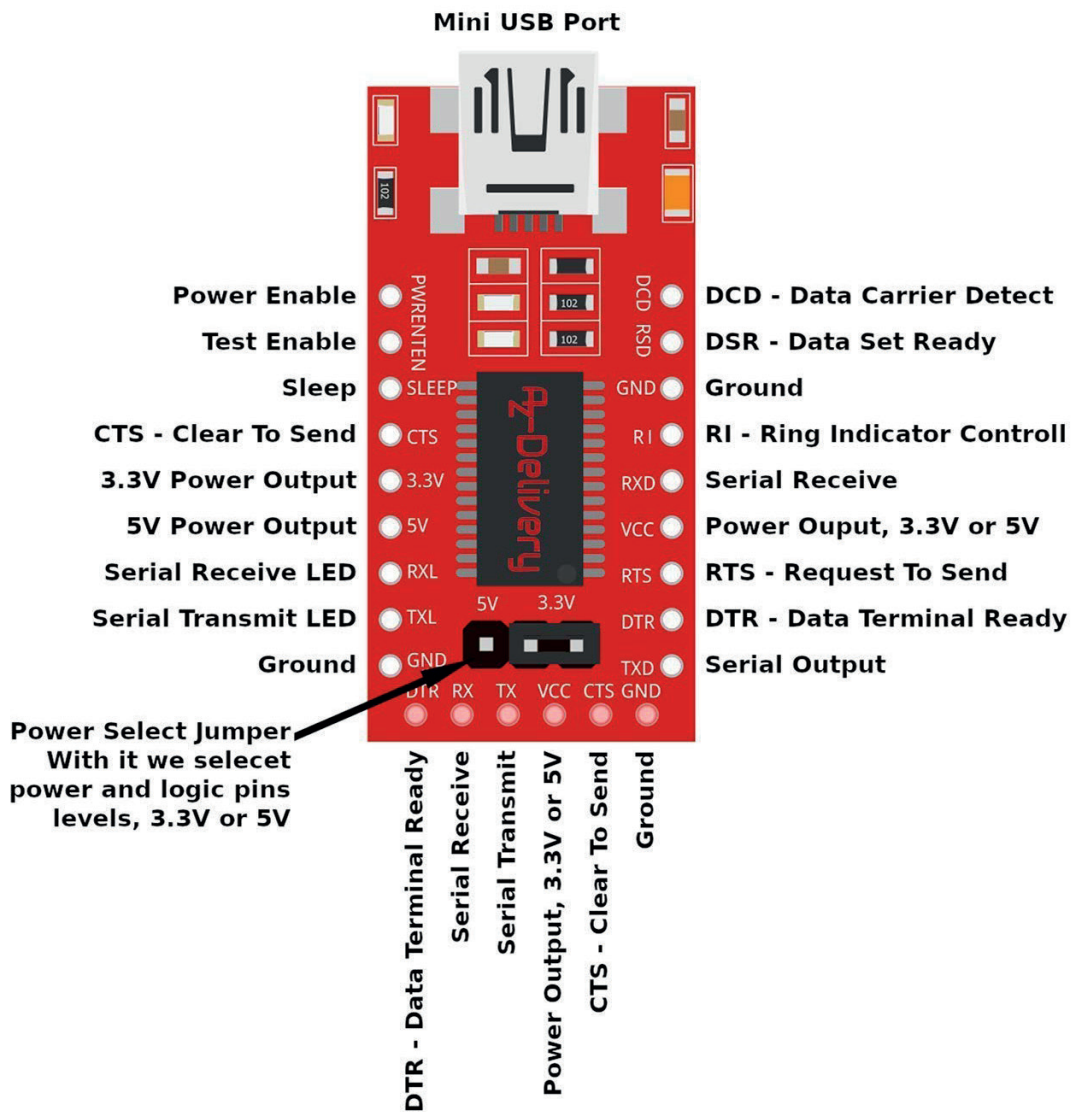 Mini USB Port
102
Power Enable
PWREN
DCD
DCD - Data Carrier Detect
102
Test Enable
TEN
RSD
DSR - Data Set Ready
102
Sleep
SLEEP
GND
Ground
CTS - Clear To Send
CTS
RI
RI - Ring Indicator Controll
3.3V Power Output
3.3V
RXD
Serial Receive
5V Power Output
5V
VCC
Power Ouput, 3.3V or 5V
Serial Receive LED
RXL
RTS
RTS - Request To Send
Serial Transmit LED
TXL
DTR
DTR - Data Terminal Ready
Ground
GND
TXD
Serial Output
AZ-Delivery
5V 3.3V
DTR RX TX VCC CTS GND
Power Select Jumper
With it we selecet
power and logic pins
levels, 3.3V or 5V
DTR - Data Terminal Ready
Serial Receive
Serial Transmit
Power Output, 3.3V or 5V
CTS - Clear To Send
Ground